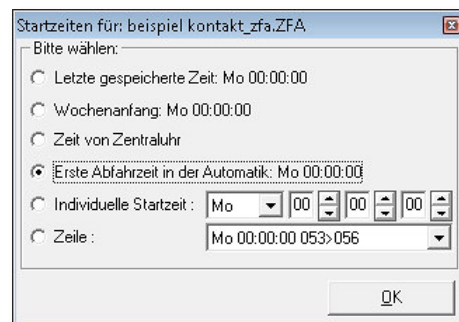 Startzeiten für: beispiel kontakt_zfa.ZFA
Bitte wählen:
Letzte gespeicherte Zeit: Mo 00:00:00
Wochenanfang: Mo 00:00:00
Zeit von Zentraluhr
Erste Abfahrzeit in der Automatik: Mo 00:00:00
Individuelle Startzeit : Mo 00 00 00
Zeile : Mo 00:00:00 053>056
OK